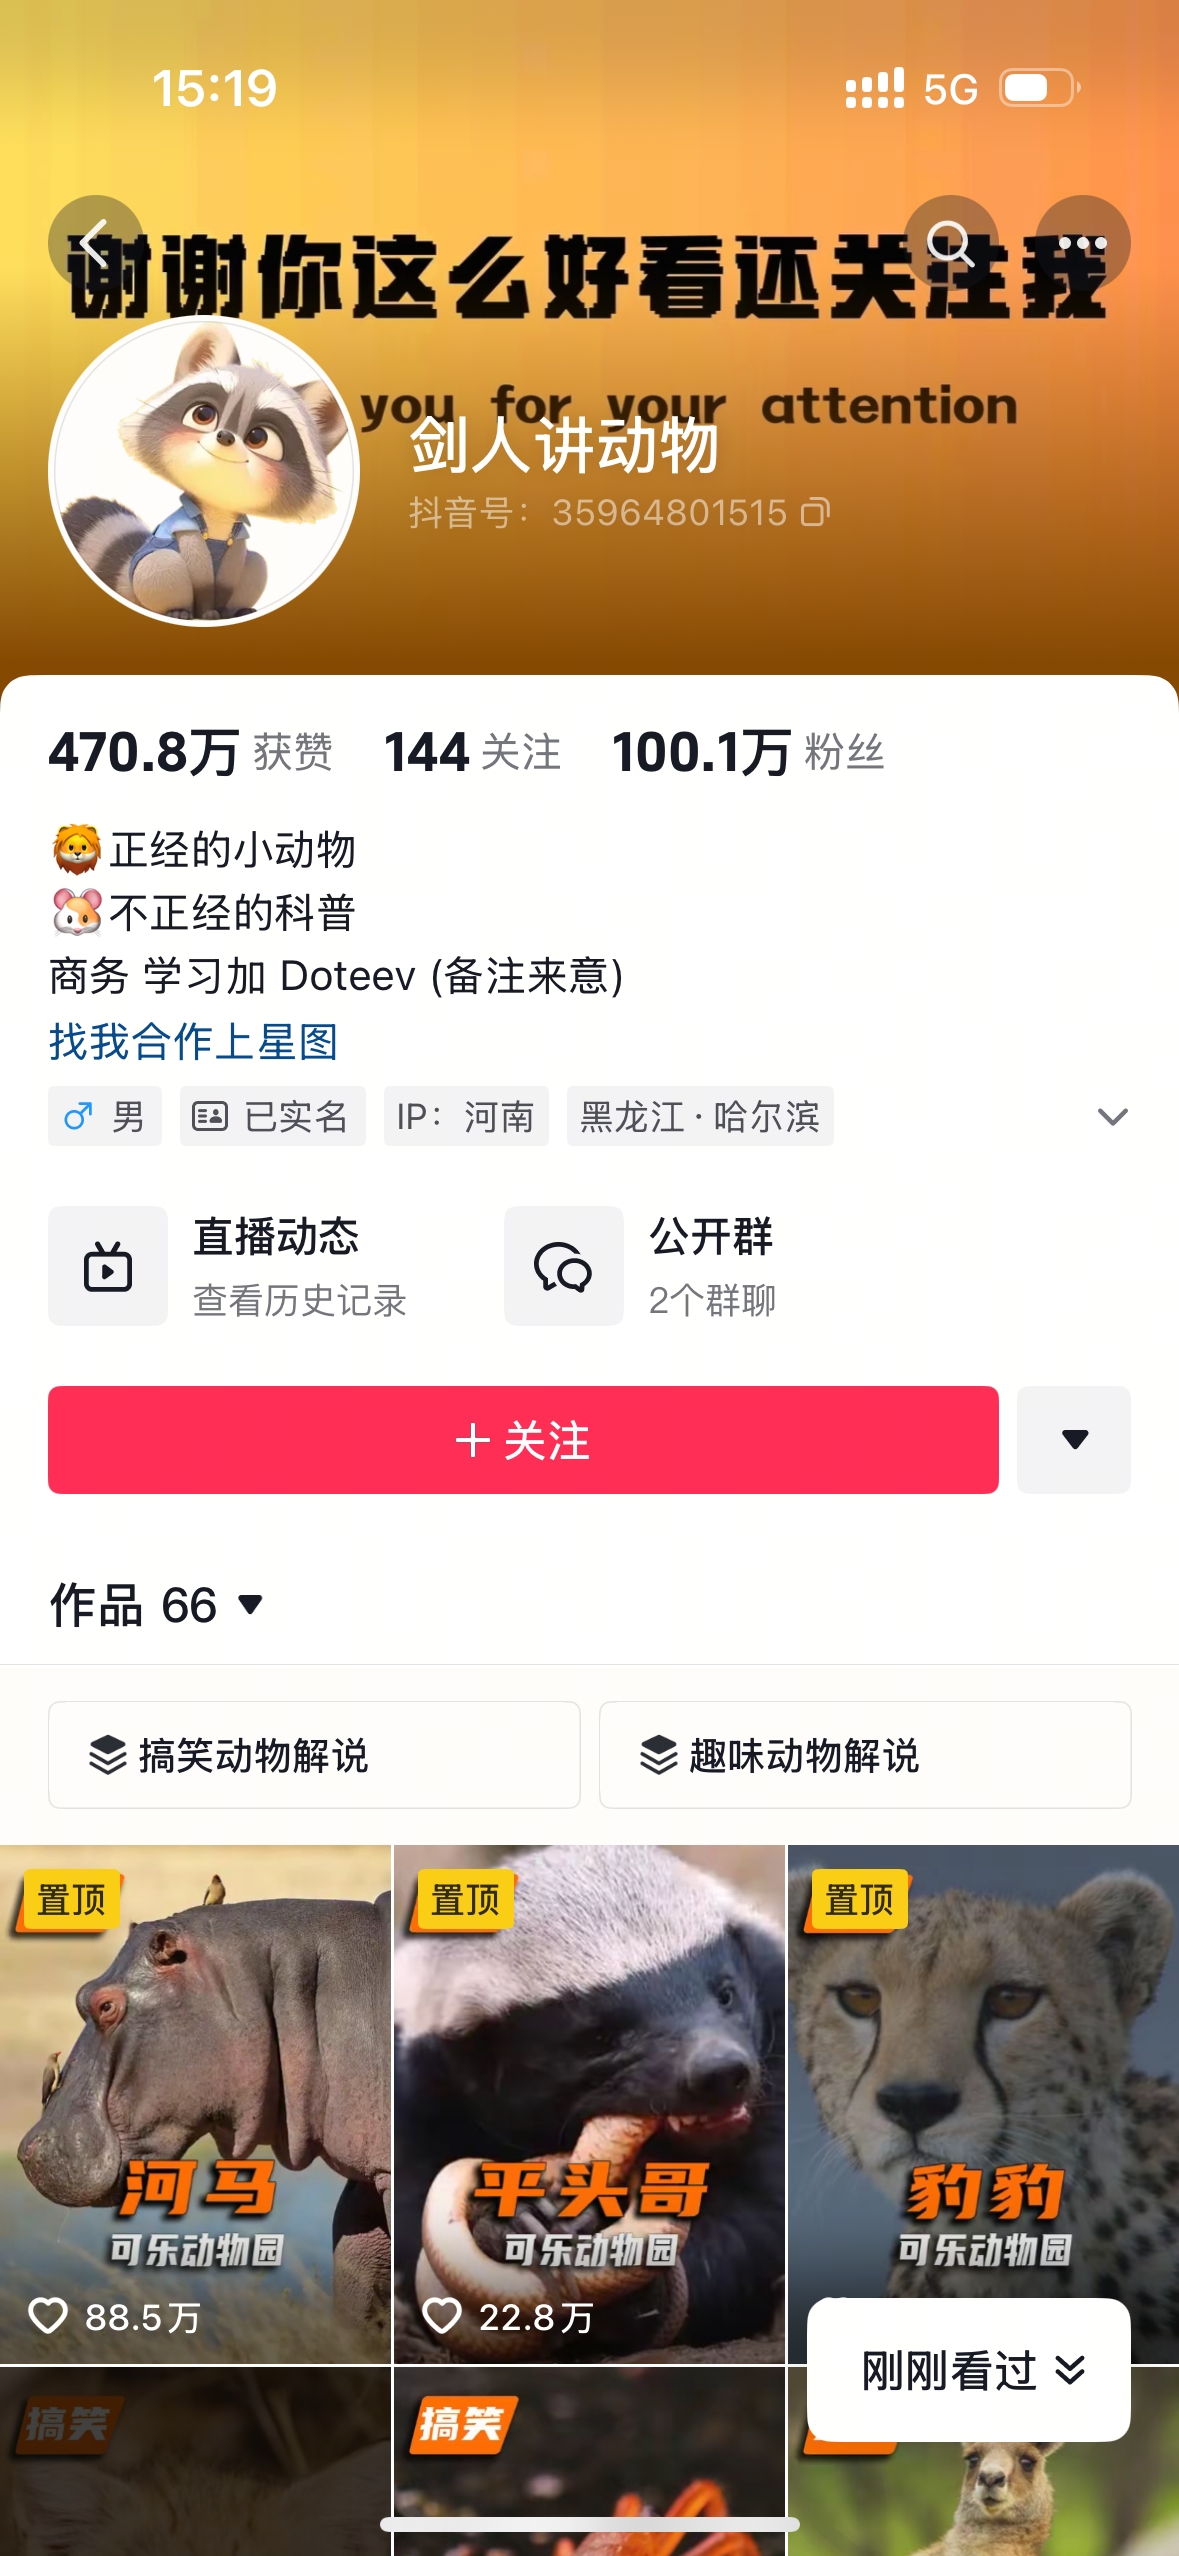 15:19
5G
谢谢你这么好看还关注我
you for your attention
剑人讲动物
抖音号：35964801515
470.8万 获赞 144 关注 100.1万 粉丝
🦁正经的小动物
🐹不正经的科普
商务 学习加 Doteev (备注来意)
找我合作上星图
男 已实名 IP：河南 黑龙江·哈尔滨
直播动态 公开群
查看历史记录 2个群聊
关注
作品 66
搞笑动物解说 趣味动物解说
置顶 置顶 置顶
河马 平头哥 豹豹
可乐动物园 可乐动物园 可乐动物园
88.5万 22.8万
刚刚看过
搞笑 搞笑